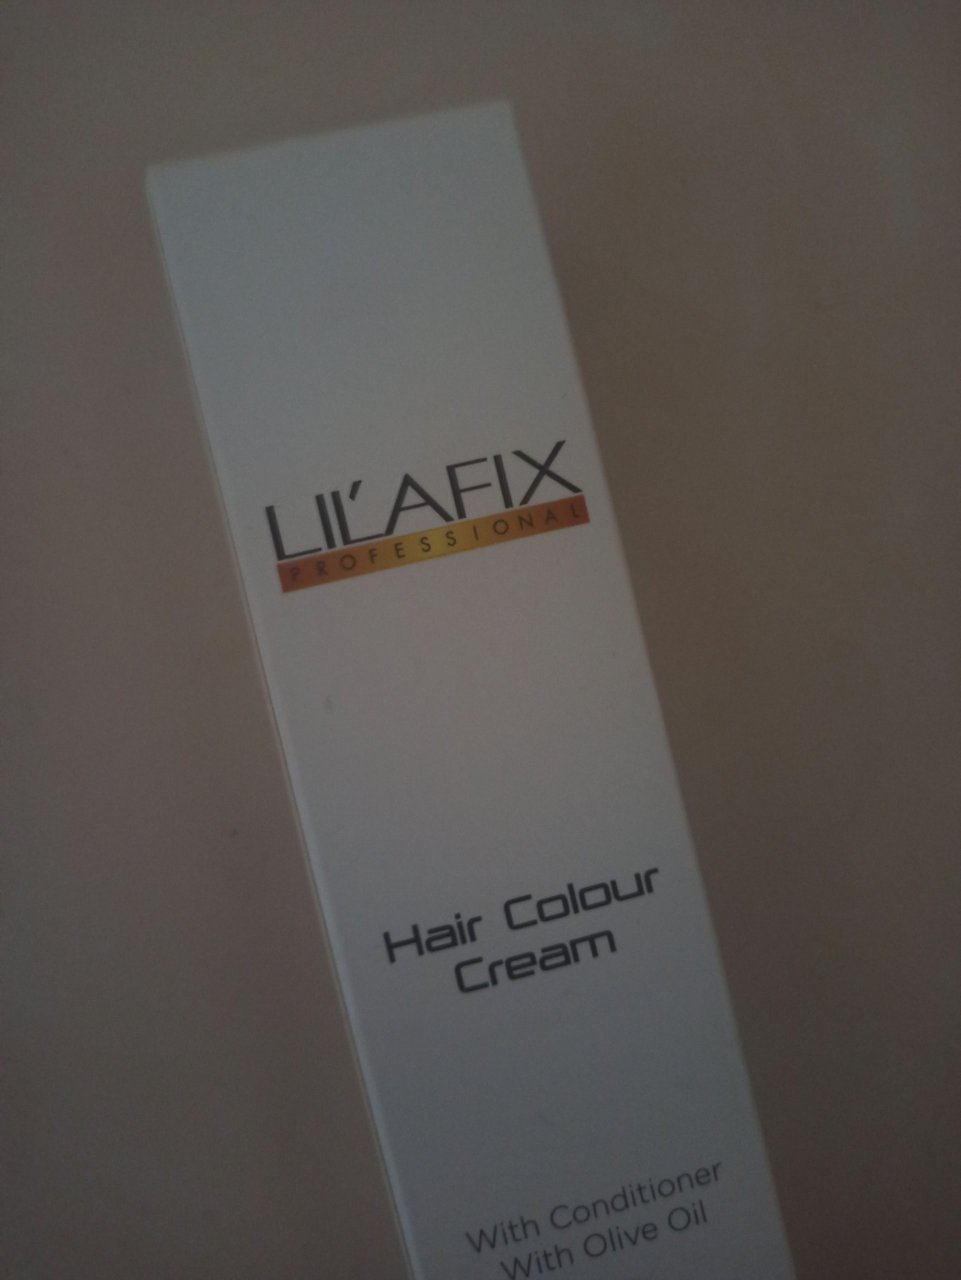 LIL'AFIX
PROFESSIONAL
Hair Colour
Cream
With Conditioner
With Olive Oil